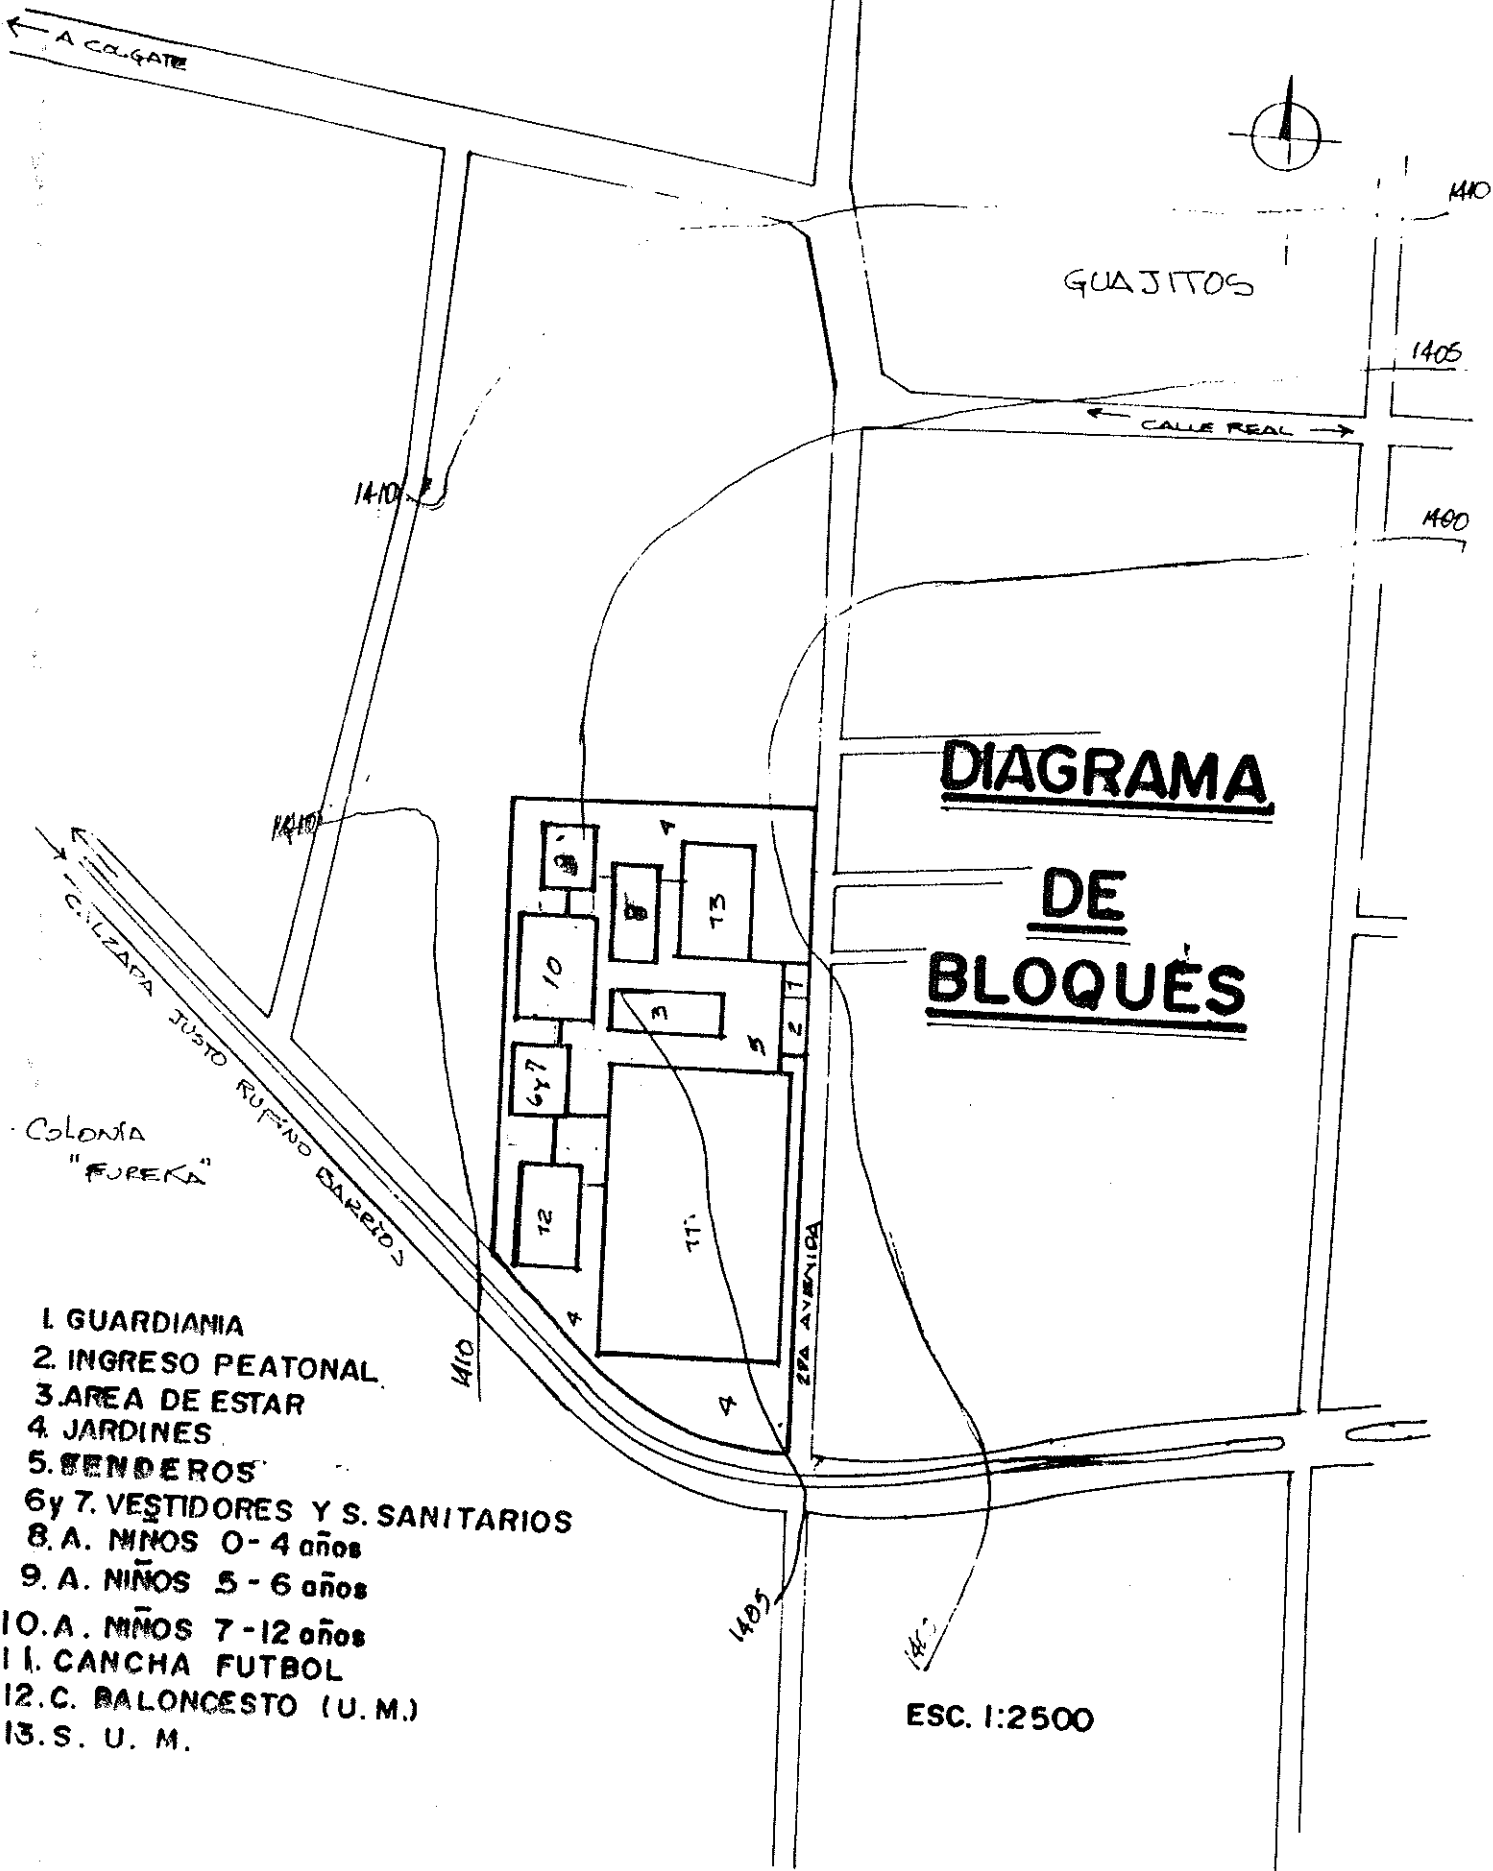 A COLGATE
1410
GUAJITOS
1405
CALLE REAL
1410
1400
DIAGRAMA
DE
BLOQUES
1410
4
8
13
10
1
3
2
5
6y7
12
11
4
4
2DA AVENIDA
CALZADA JUSTO RUFINO BARRIOS
COLONIA
"EUREKA"
1410
1. GUARDIANIA
2. INGRESO PEATONAL
3. AREA DE ESTAR
4. JARDINES
5. SENDEROS
6y 7. VESTIDORES Y S. SANITARIOS
8. A. NIÑOS 0-4 años
9. A. NIÑOS 5-6 años
10. A. NIÑOS 7-12 años
11. CANCHA FUTBOL
12. C. BALONCESTO (U.M.)
13. S. U. M.
1405
ESC. 1:2500